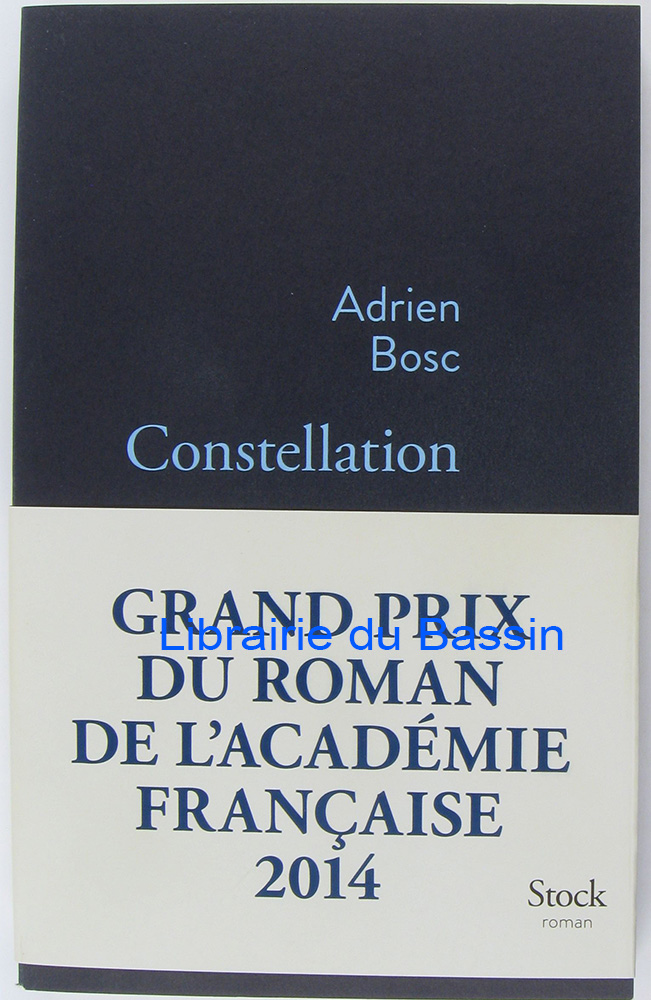 Adrien
Bosc
Constellation
GRAND PRIX
Librairie du Bassin
DU ROMAN
DE L'ACADÉMIE
FRANÇAISE
2014
Stock
roman